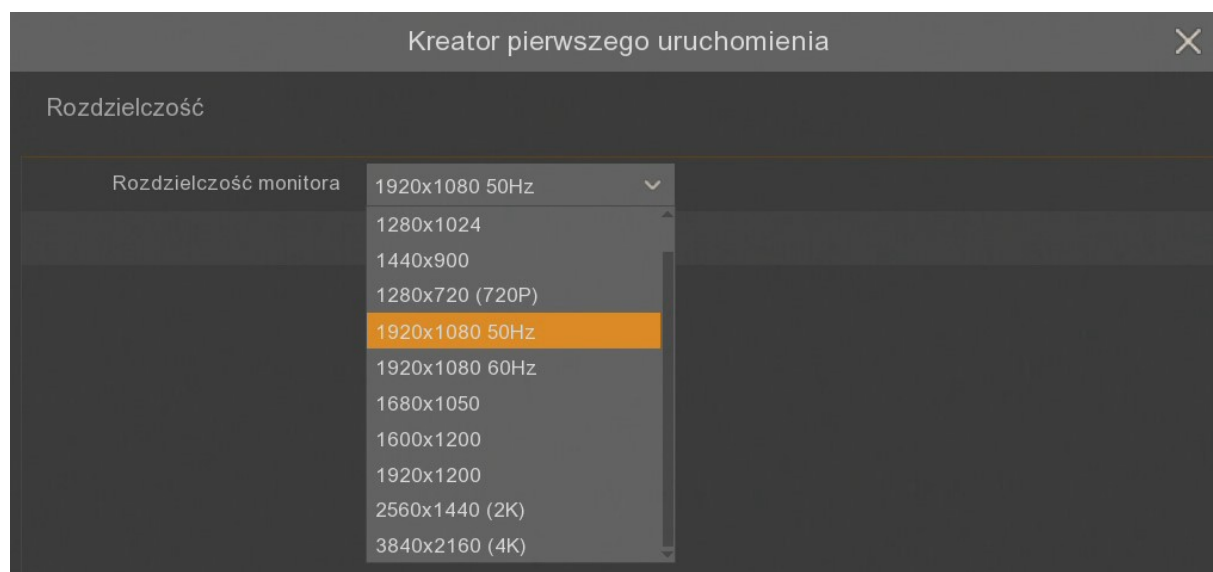 Kreator pierwszego uruchomienia
Rozdzielczość
Rozdzielczość monitora 1920x1080 50Hz
1280x1024
1440x900
1280x720 (720P)
1920x1080 50Hz
1920x1080 60Hz
1680x1050
1600x1200
1920x1200
2560x1440 (2K)
3840x2160 (4K)